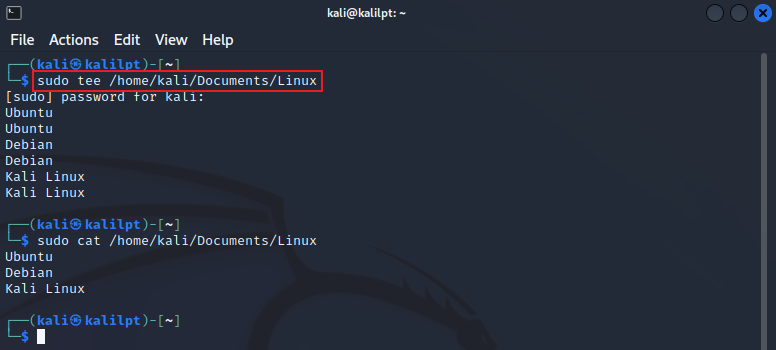 kali@kalilpt: ~
File Actions Edit View Help
┌──(kali㉿kalilpt)-[~]
└─$ sudo tee /home/kali/Documents/Linux
[sudo] password for kali:
Ubuntu
Ubuntu
Debian
Debian
Kali Linux
Kali Linux
┌──(kali㉿kalilpt)-[~]
└─$ sudo cat /home/kali/Documents/Linux
Ubuntu
Debian
Kali Linux
┌──(kali㉿kalilpt)-[~]
└─$